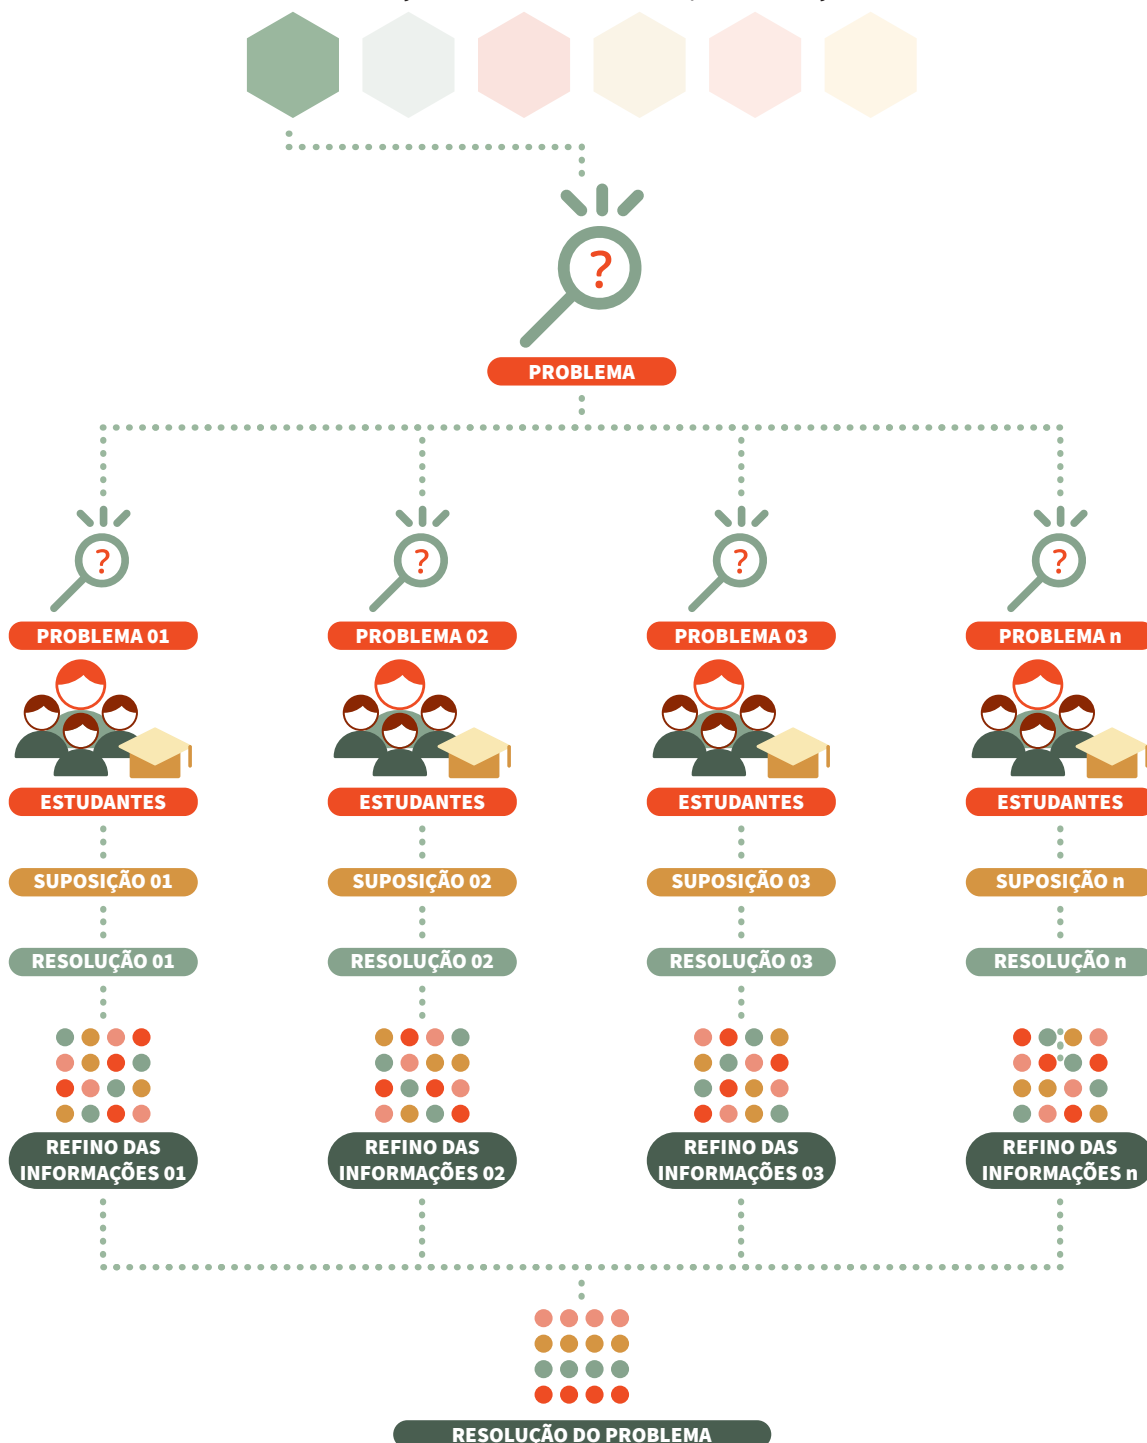 ?
PROBLEMA
? ? ? ?
PROBLEMA 01 PROBLEMA 02 PROBLEMA 03 PROBLEMA n
ESTUDANTES ESTUDANTES ESTUDANTES ESTUDANTES
SUPOSIÇÃO 01 SUPOSIÇÃO 02 SUPOSIÇÃO 03 SUPOSIÇÃO n
RESOLUÇÃO 01 RESOLUÇÃO 02 RESOLUÇÃO 03 RESOLUÇÃO n
REFINO DAS
INFORMAÇÕES 01
REFINO DAS
INFORMAÇÕES 02
REFINO DAS
INFORMAÇÕES 03
REFINO DAS
INFORMAÇÕES n
RESOLUÇÃO DO PROBLEMA